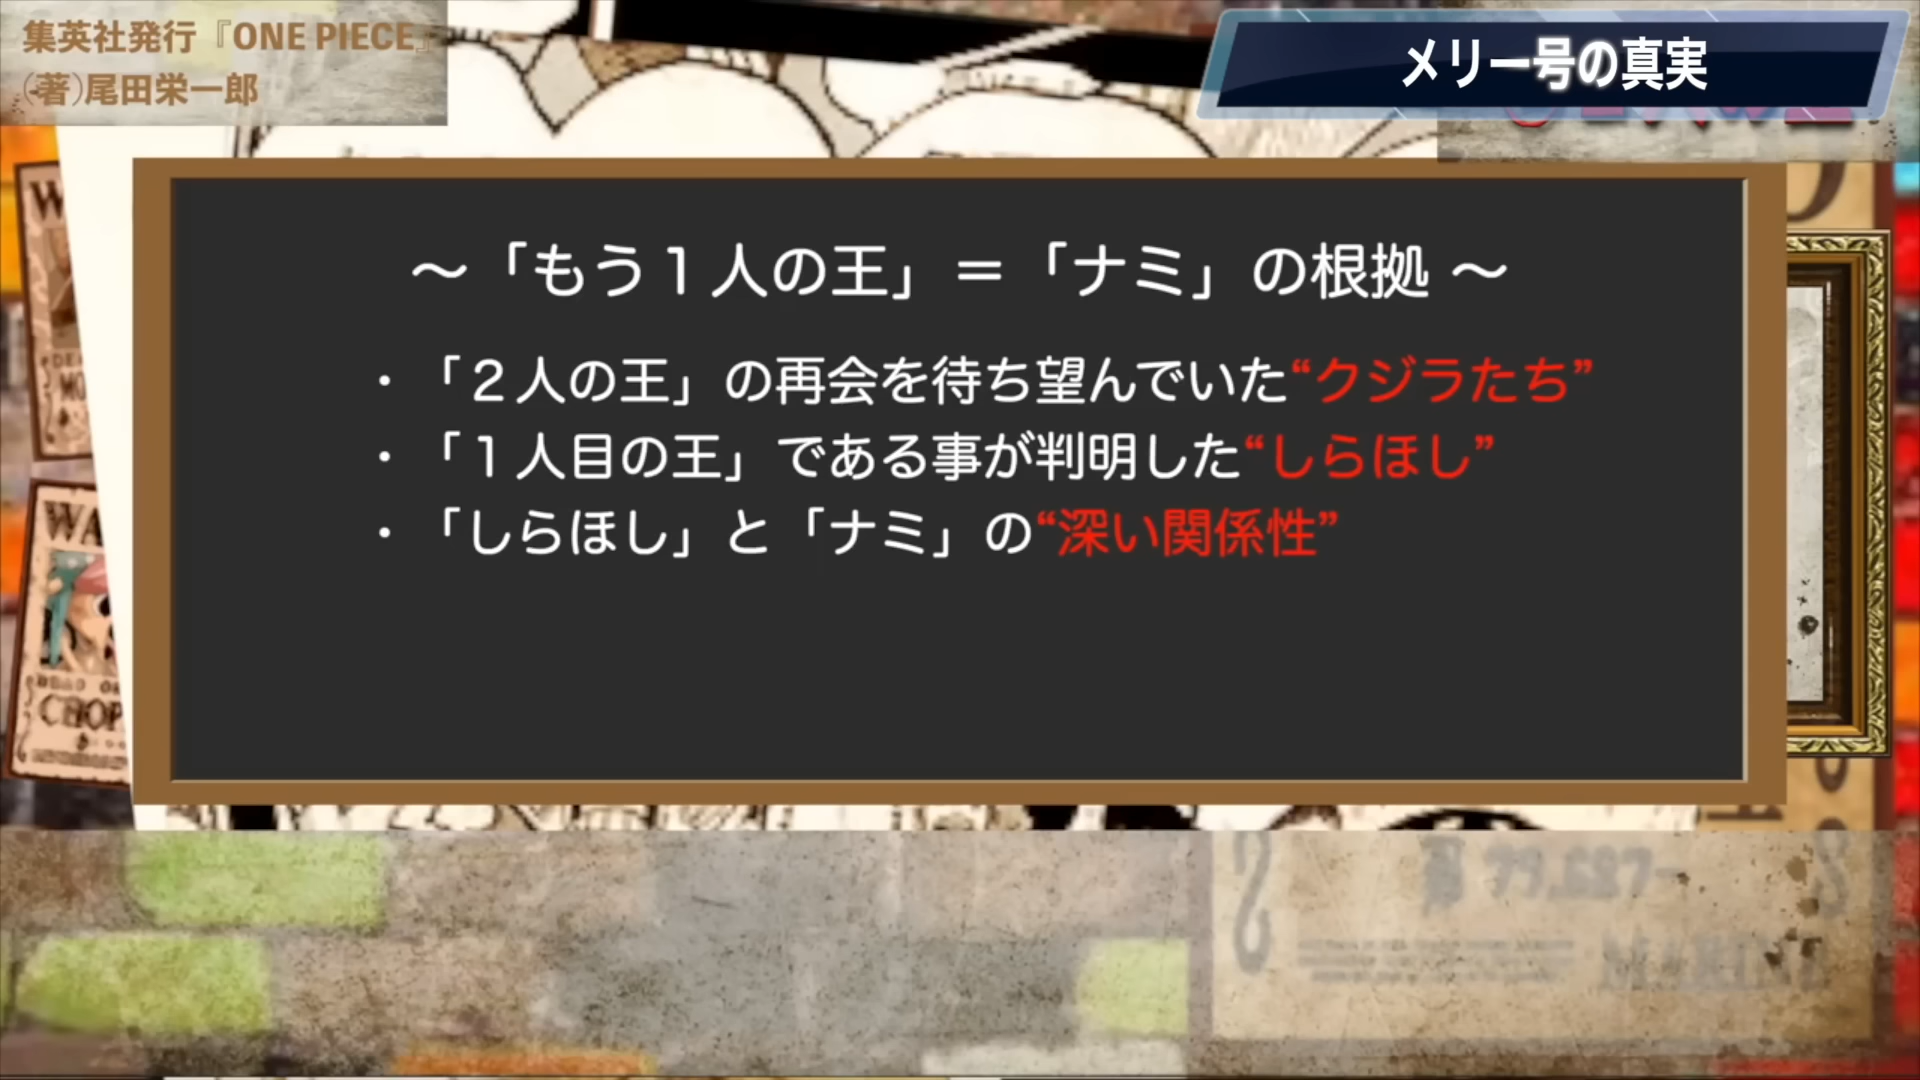 集英社発行『ONE PIECE』
(著)尾田栄一郎
メリー号の真実
～「もう１人の王」＝「ナミ」の根拠 ～
・「２人の王」の再会を待ち望んでいた“クジラたち”
・「１人目の王」である事が判明した“しらほし”
・「しらほし」と「ナミ」の“深い関係性”